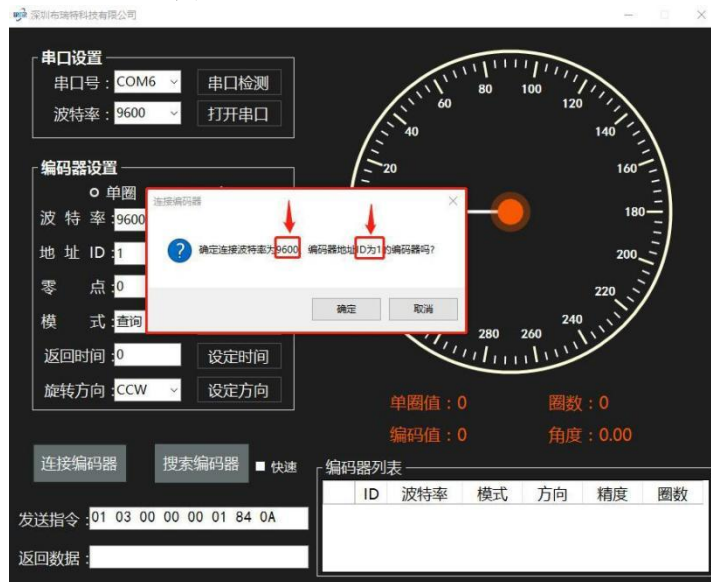 深圳布瑞特科技有限公司
串口设置
串口号：COM6
串口检测
波特率：9600
打开串口
编码器设置
单圈
波 特 率：9600
地 址 ID：1
零 点：0
模 式：查询
返回时间：0
设定时间
旋转方向：CCW
设定方向
连接编码器
确定连接波特率为9600 编码器地址ID为1的编码器吗？
确定
取消
20
40
60
80
100
120
140
160
180
200
220
240
260
280
单圈值：0
圈数：0
编码值：0
角度：0.00
连接编码器
搜索编码器
快速
编码器列表
ID 波特率 模式 方向 精度 圈数
发送指令：01 03 00 00 00 01 84 0A
返回数据：